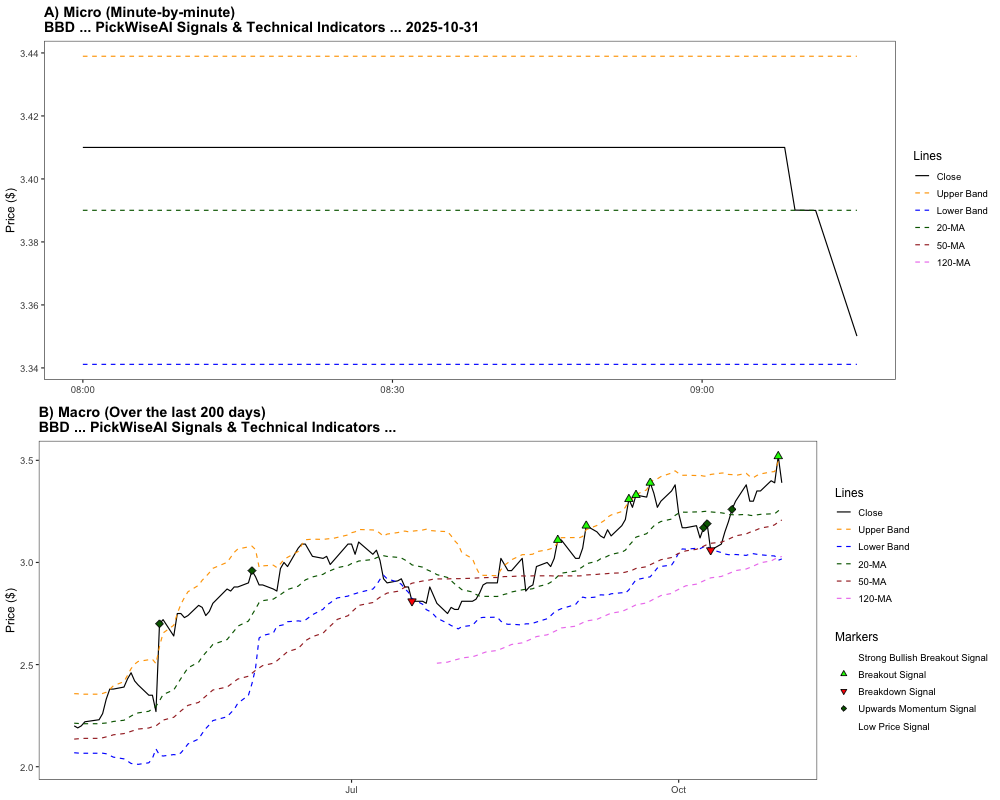 A) Micro (Minute-by-minute)
BBD ... PickWiseAI Signals & Technical Indicators ... 2025-10-31
3.44
3.42
3.40
3.38
3.36
3.34
Price ($)
08:00
08:30
09:00
Lines
Close
Upper Band
Lower Band
20-MA
50-MA
120-MA
B) Macro (Over the last 200 days)
BBD ... PickWiseAI Signals & Technical Indicators ...
3.5
3.0
2.5
2.0
Price ($)
Jul
Oct
Lines
Close
Upper Band
Lower Band
20-MA
50-MA
120-MA
Markers
Strong Bullish Breakout Signal
Breakout Signal
Breakdown Signal
Upwards Momentum Signal
Low Price Signal